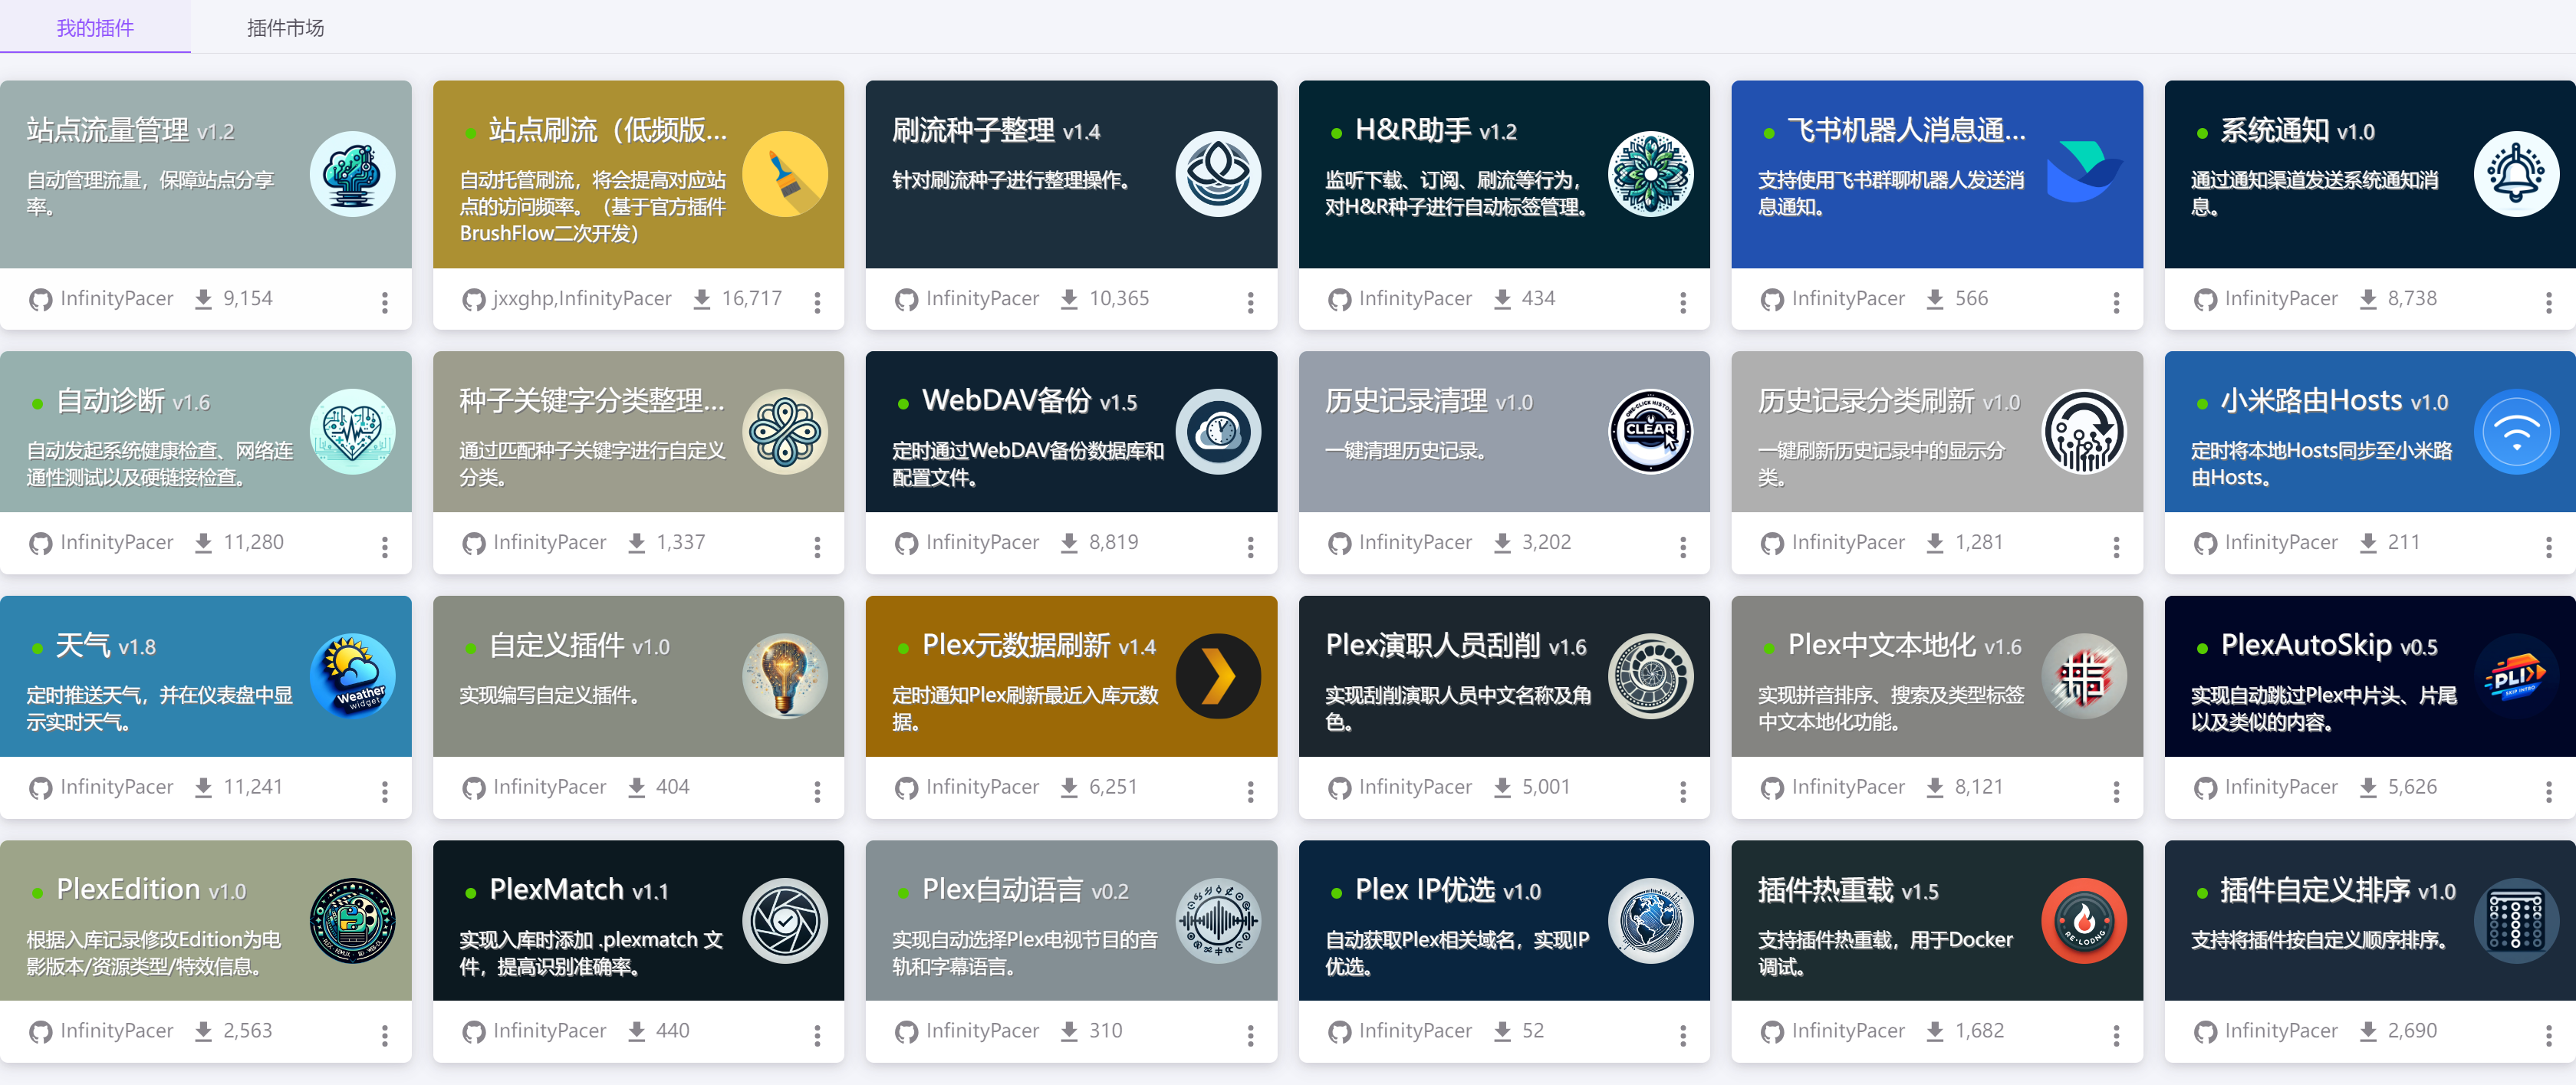 我的插件
插件市场
站点流量管理 v1.2
自动管理流量，保障站点分享
率。
InfinityPacer 9,154
站点刷流（低频版...
自动托管刷流，将会提高对应站
点的访问频率。（基于官方插件
BrushFlow二次开发）
jxxghp,InfinityPacer 16,717
刷流种子整理 v1.4
针对刷流种子进行整理操作。
InfinityPacer 10,365
H&R助手 v1.2
监听下载、订阅、刷流等行为，
对H&R种子进行自动标签管理。
InfinityPacer 434
飞书机器人消息通...
支持使用飞书群聊机器人发送消
息通知。
InfinityPacer 566
系统通知 v1.0
通过通知渠道发送系统通知消
息。
InfinityPacer 8,738
自动诊断 v1.6
自动发起系统健康检查、网络连
通性测试以及硬链接检查。
InfinityPacer 11,280
种子关键字分类整理...
通过匹配种子关键字进行自定义
分类。
InfinityPacer 1,337
WebDAV备份 v1.5
定时通过WebDAV备份数据库和
配置文件。
InfinityPacer 8,819
历史记录清理 v1.0
一键清理历史记录。
ONE-CLICK HISTORY
CLEAR
InfinityPacer 3,202
历史记录分类刷新 v1.0
一键刷新历史记录中的显示分
类。
InfinityPacer 1,281
小米路由Hosts v1.0
定时将本地Hosts同步至小米路
由Hosts。
InfinityPacer 211
天气 v1.8
定时推送天气，并在仪表盘中显
示实时天气。
Weather
widget
InfinityPacer 11,241
自定义插件 v1.0
实现编写自定义插件。
InfinityPacer 404
Plex元数据刷新 v1.4
定时通知Plex刷新最近入库元数
据。
InfinityPacer 6,251
Plex演职人员刮削 v1.6
实现刮削演职人员中文名称及角
色。
InfinityPacer 5,001
Plex中文本地化 v1.6
实现拼音排序、搜索及类型标签
中文本地化功能。
InfinityPacer 8,121
PlexAutoSkip v0.5
实现自动跳过Plex中片头、片尾
以及类似的内容。
PLIX
SKIP INTRO
InfinityPacer 5,626
PlexEdition v1.0
根据入库记录修改Edition为电
影版本/资源类型/特效信息。
InfinityPacer 2,563
PlexMatch v1.1
实现入库时添加 .plexmatch 文
件，提高识别准确率。
InfinityPacer 440
Plex自动语言 v0.2
实现自动选择Plex电视节目的音
轨和字幕语言。
InfinityPacer 310
Plex IP优选 v1.0
自动获取Plex相关域名，实现IP
优选。
InfinityPacer 52
插件热重载 v1.5
支持插件热重载，用于Docker
调试。
RE-LODNG
InfinityPacer 1,682
插件自定义排序 v1.0
支持将插件按自定义顺序排序。
InfinityPacer 2,690